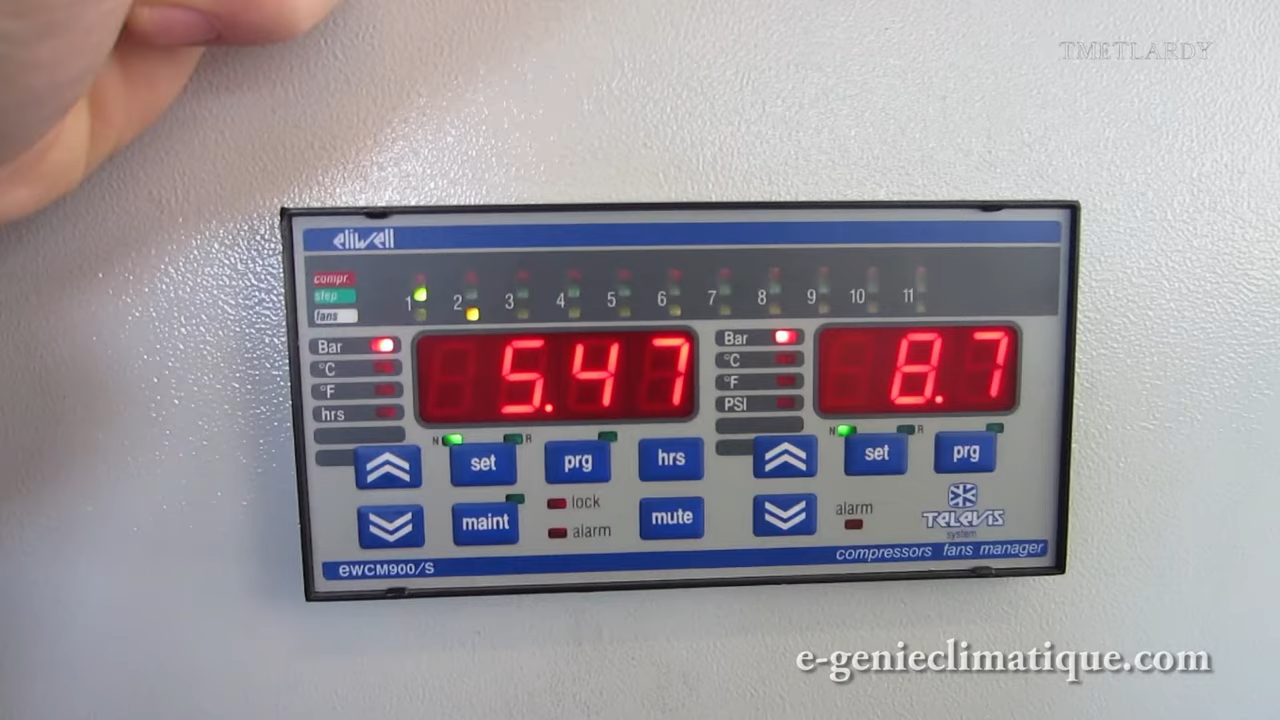 TMETLARDY
eliwell
compr.
step
fans
1 2 3 4 5 6 7 8 9 10 11
Bar
°C
°F
hrs
5.47
Bar
°C
°F
PSI
8.7
N R
set
prg
hrs
N R
set
prg
maint
lock
alarm
mute
alarm
TELEVIS
system
compressors fans manager
EWCM900/S
e-genieclimatique.com